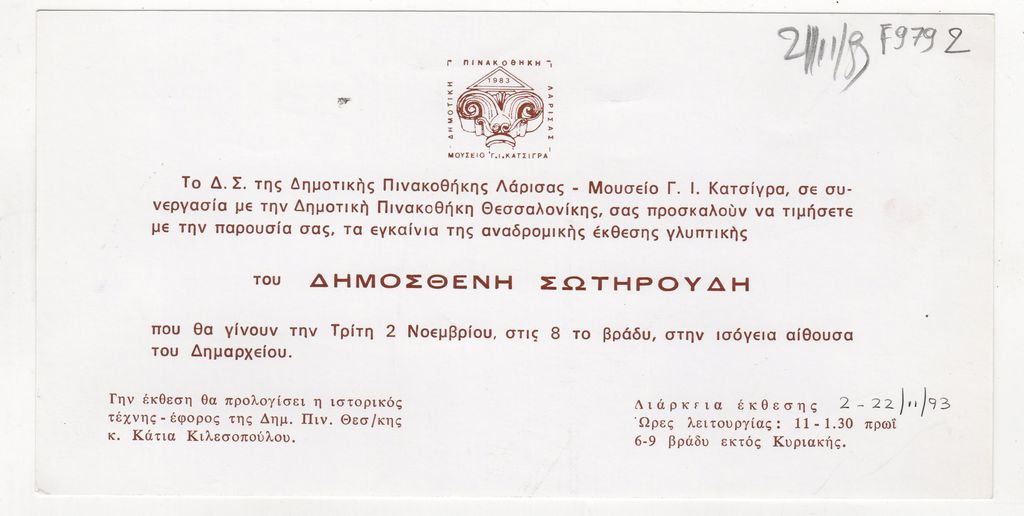 2/11/93 F979 2
ΠΙΝΑΚΟΘΗΚΗ
ΔΗΜΟΤΙΚΗ
1983
ΛΑΡΙΣΑΣ
ΜΟΥΣΕΙΟ Γ.Ι.ΚΑΤΣΙΓΡΑ
Το Δ. Σ. της Δημοτικής Πινακοθήκης Λάρισας - Μουσείο Γ. Ι. Κατσίγρα, σε συ-
νεργασία με την Δημοτική Πινακοθήκη Θεσσαλονίκης, σας προσκαλούν να τιμήσετε
με την παρουσία σας, τα εγκαίνια της αναδρομικής έκθεσης γλυπτικής
του ΔΗΜΟΣΘΕΝΗ ΣΩΤΗΡΟΥΔΗ
που θα γίνουν την Τρίτη 2 Νοεμβρίου, στις 8 το βράδυ, στην ισόγεια αίθουσα
του Δημαρχείου.
Γην έκθεση θα προλογίσει η ιστορικός
τέχνης - έφορος της Δημ. Πιν. Θεσ/κης
κ. Κάτια Κιλεσοπούλου.
Διάρκεια έκθεσης 2-22/11/93
Ώρες λειτουργίας: 11 - 1.30 πρωΐ
6-9 βράδυ εκτός Κυριακής.